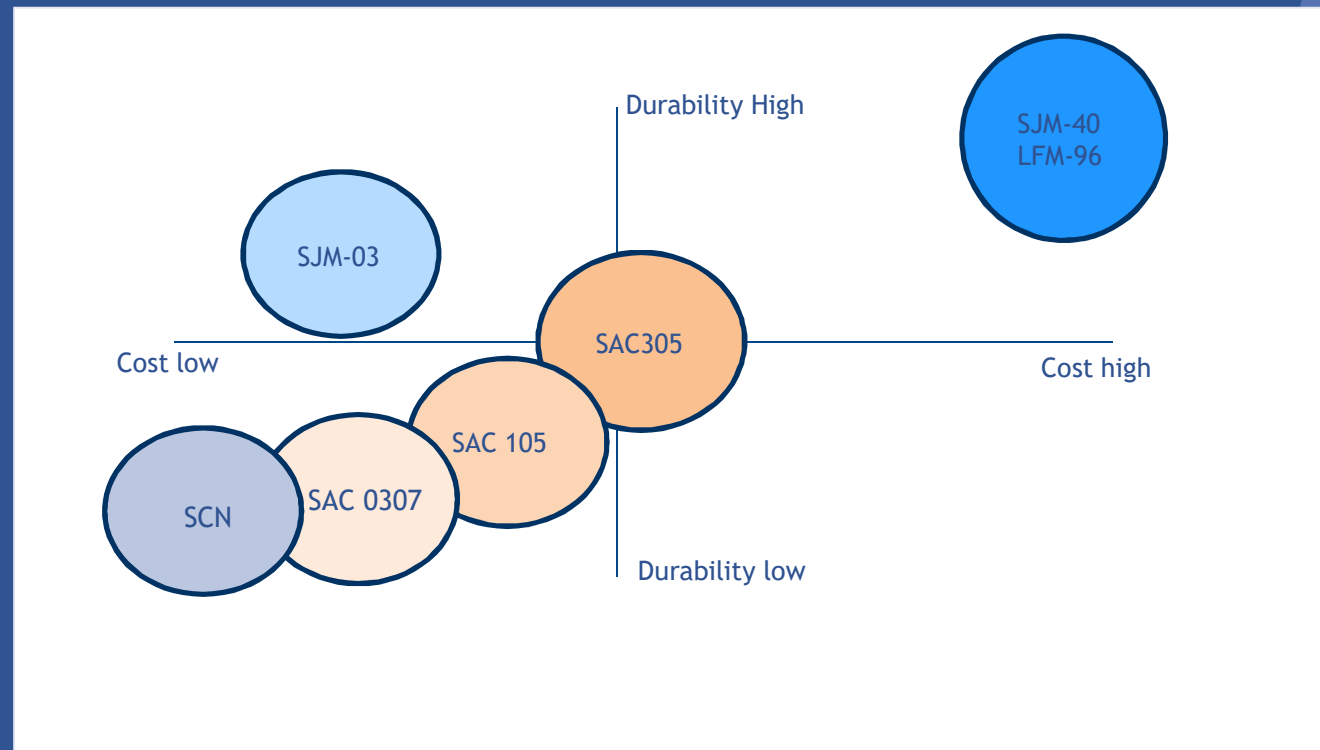 Durability High
SJM-40
LFM-96
SJM-03
SAC305
Cost low
Cost high
SAC 105
SAC 0307
SCN
Durability low